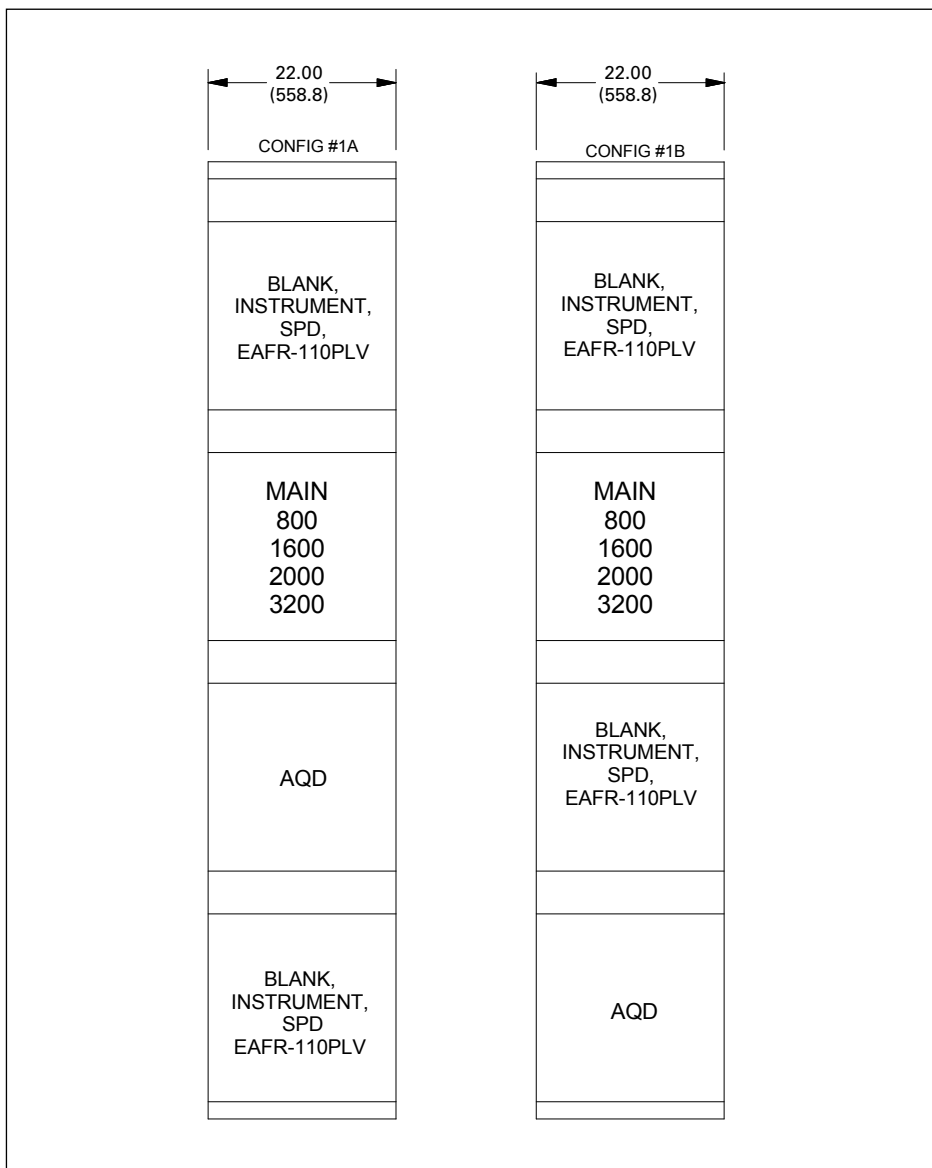 22.00
(558.8)
CONFIG #1A
BLANK,
INSTRUMENT,
SPD,
EAFR-110PLV
MAIN
800
1600
2000
3200
AQD
BLANK,
INSTRUMENT,
SPD
EAFR-110PLV
22.00
(558.8)
CONFIG #1B
BLANK,
INSTRUMENT,
SPD,
EAFR-110PLV
MAIN
800
1600
2000
3200
BLANK,
INSTRUMENT,
SPD,
EAFR-110PLV
AQD